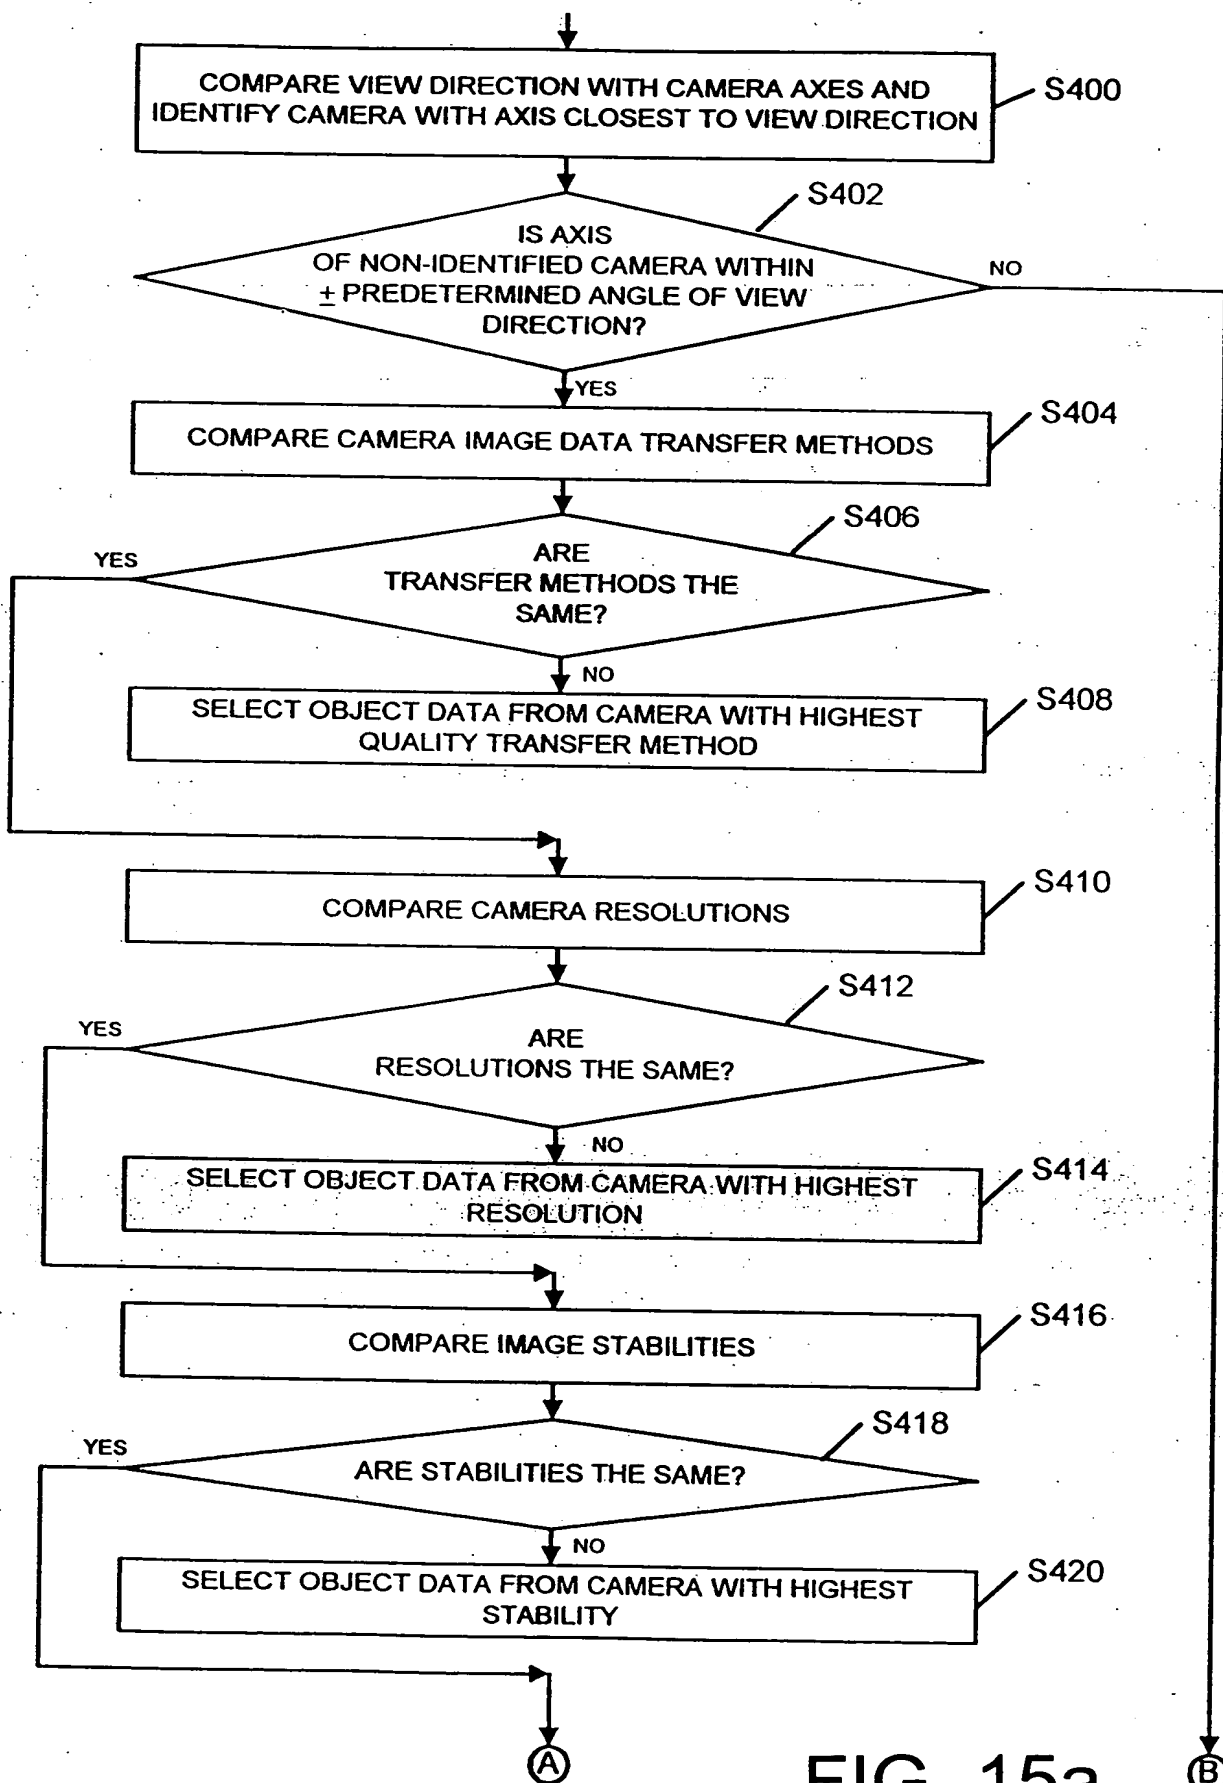 COMPARE VIEW DIRECTION WITH CAMERA AXES AND
IDENTIFY CAMERA WITH AXIS CLOSEST TO VIEW DIRECTION
S400
S402
IS AXIS
OF NON-IDENTIFIED CAMERA WITHIN
± PREDETERMINED ANGLE OF VIEW
DIRECTION?
NO
YES
COMPARE CAMERA IMAGE DATA TRANSFER METHODS
S404
S406
YES
ARE
TRANSFER METHODS THE
SAME?
NO
SELECT OBJECT DATA FROM CAMERA WITH HIGHEST
QUALITY TRANSFER METHOD
S408
COMPARE CAMERA RESOLUTIONS
S410
S412
YES
ARE
RESOLUTIONS THE SAME?
NO
SELECT OBJECT DATA FROM CAMERA WITH HIGHEST
RESOLUTION
S414
COMPARE IMAGE STABILITIES
S416
S418
YES
ARE STABILITIES THE SAME?
NO
SELECT OBJECT DATA FROM CAMERA WITH HIGHEST
STABILITY
S420
A
FIG. 15a
B